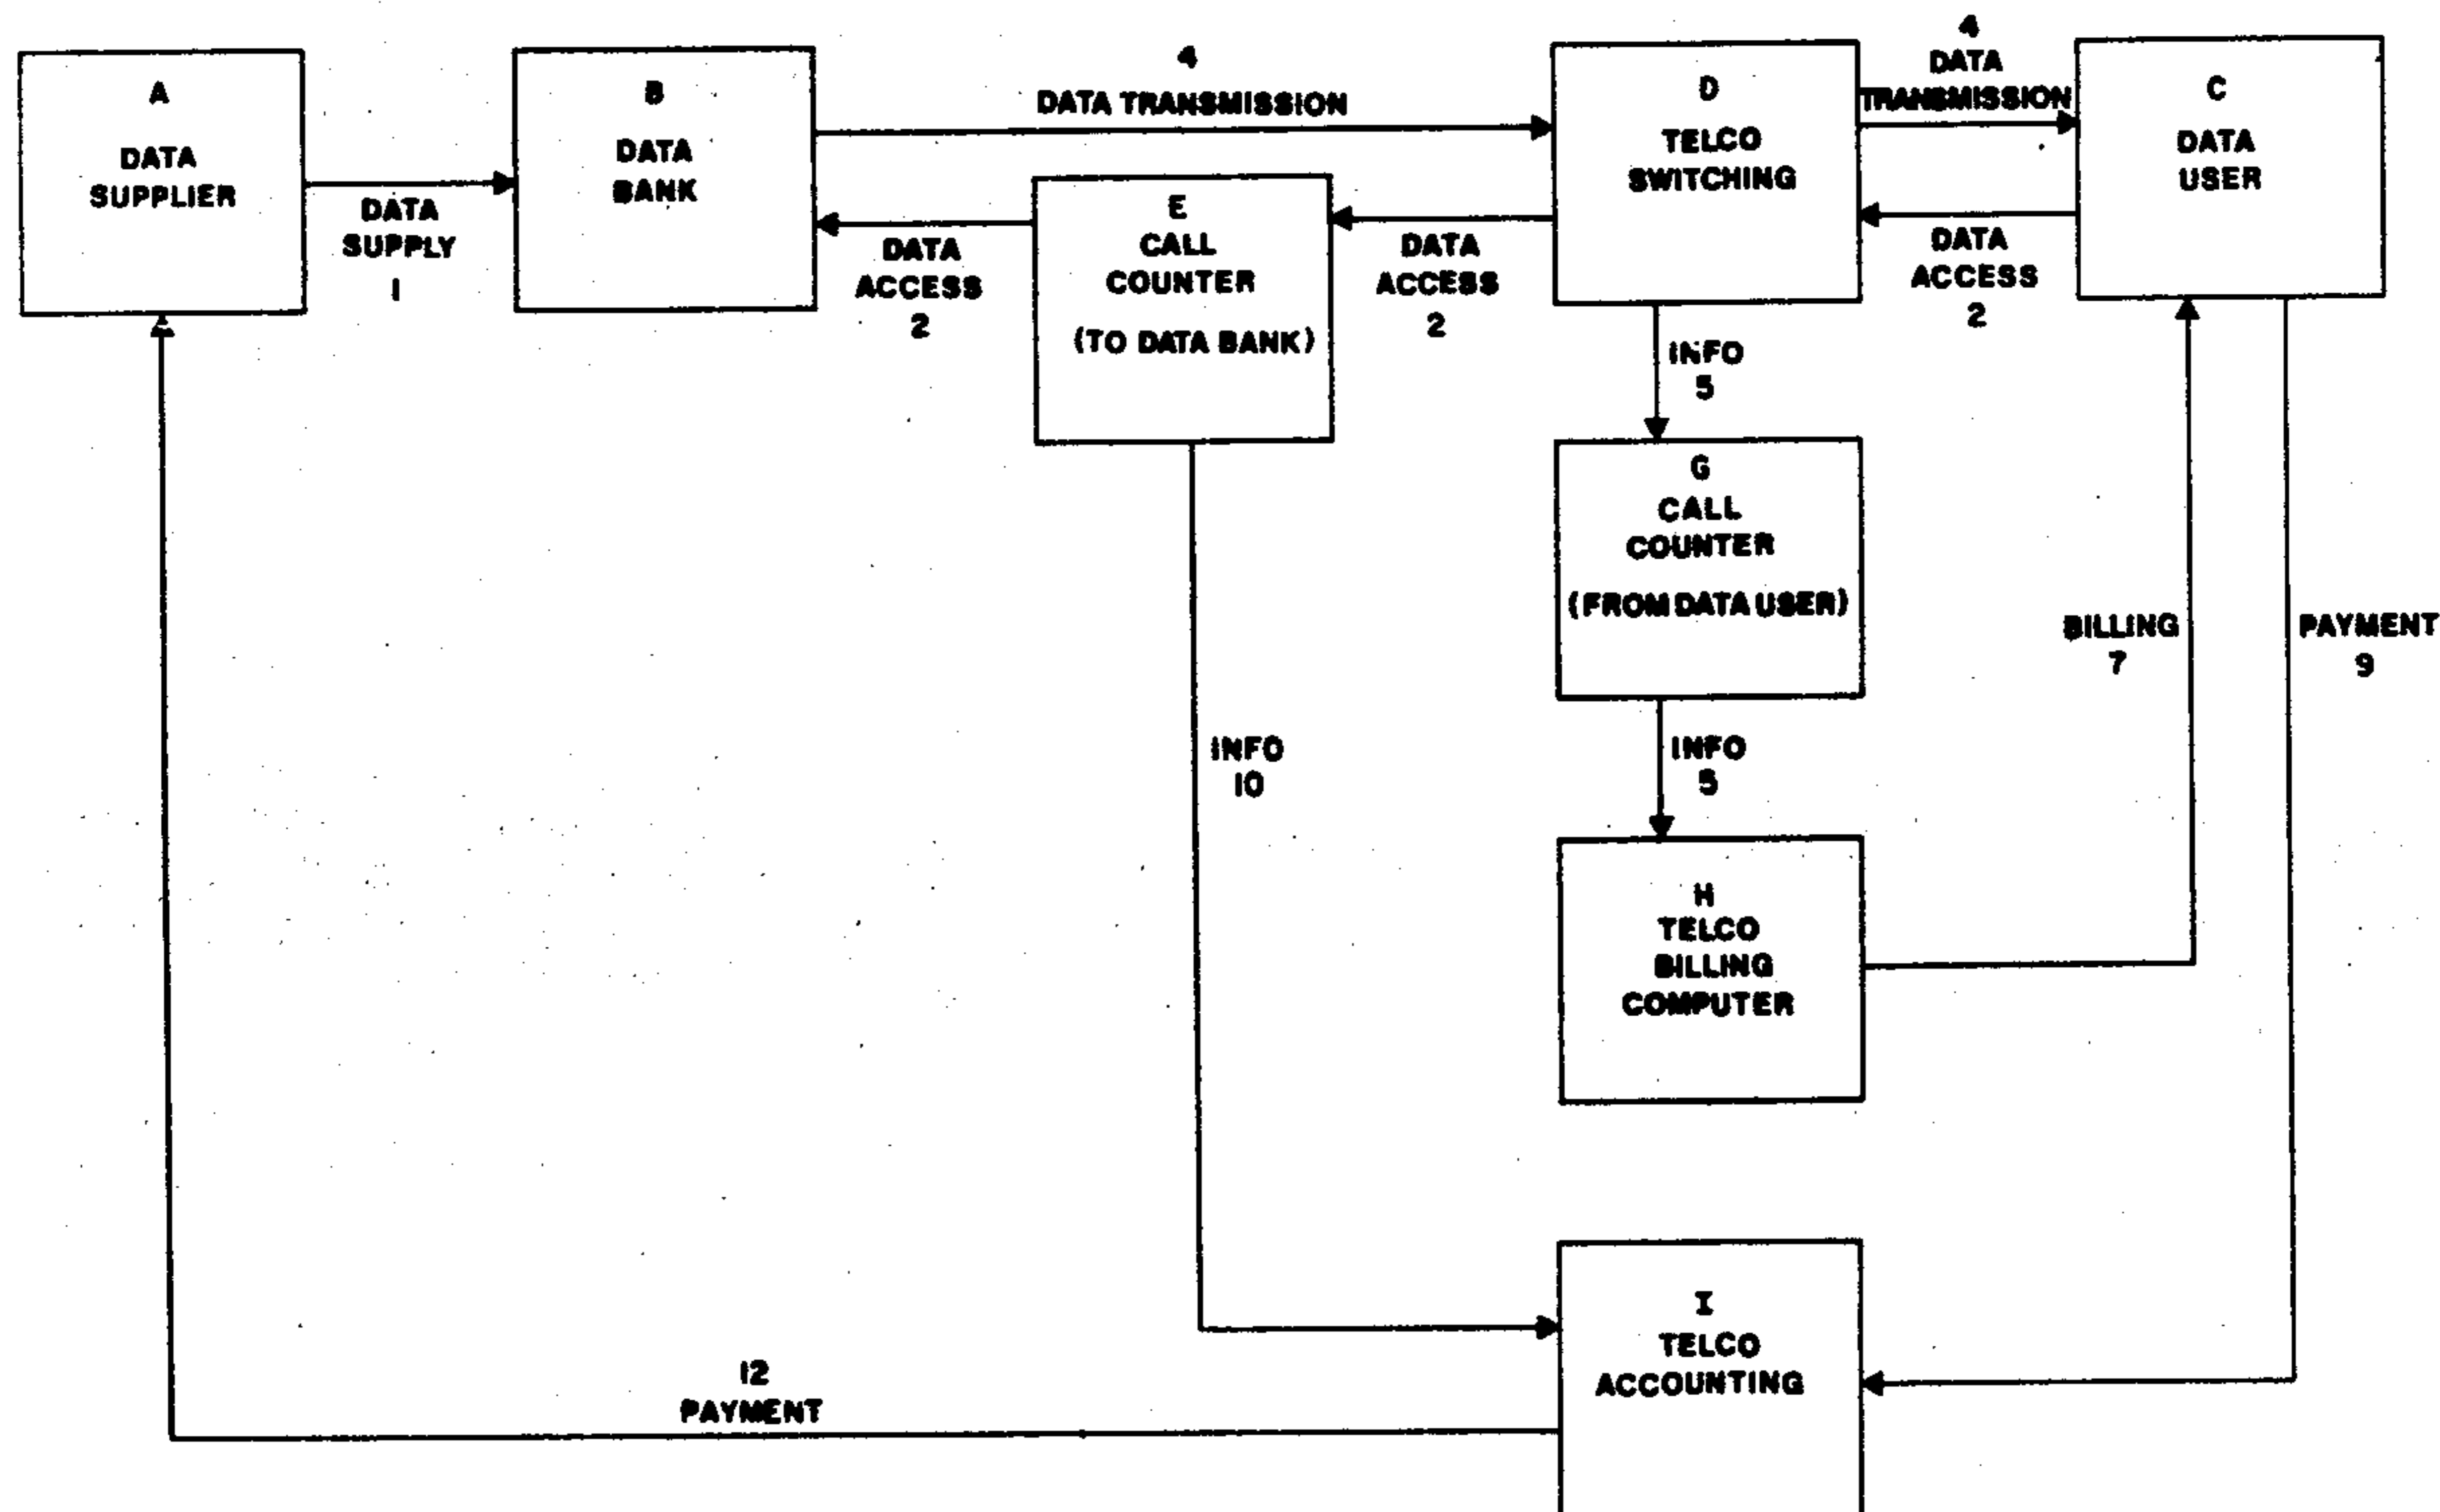 A
DATA
SUPPLIER
DATA
SUPPLY
1
B
DATA
BANK
4
DATA TRANSMISSION
DATA
ACCESS
2
E
CALL
COUNTER
(TO DATA BANK)
DATA
ACCESS
2
D
TELCO
SWITCHING
4
DATA
TRANSMISSION
DATA
ACCESS
2
C
DATA
USER
INFO
5
G
CALL
COUNTER
(FROM DATA USER)
INFO
5
H
TELCO
BILLING
COMPUTER
BILLING
7
PAYMENT
9
INFO
10
I
TELCO
ACCOUNTING
12
PAYMENT